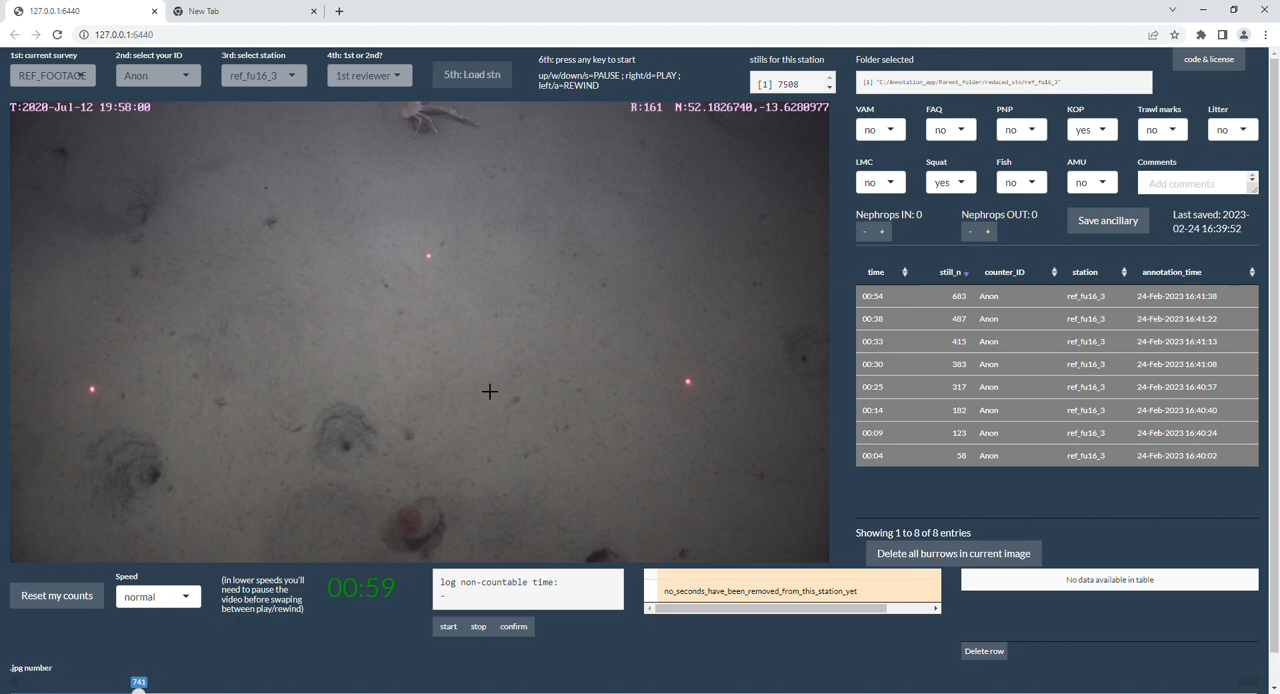 127.0.0.1:6440
New Tab
127.0.0.1:6440
1st: current survey
2nd: select your ID
3rd: select station
4th: 1st or 2nd?
6th: press any key to start
stills for this station
Folder selected
code & license
REF_FOOTAGE
Anon
ref_fu16_3
1st reviewer
5th: Load stn
up/w/down/s=PAUSE ; right/d=PLAY ;
left/a=REWIND
[1] 7508
[1] "C:/Annotation_app/Parent_folder/reduced_stn/ref_fu16_3"
T:2020-Jul-12 19:58:00
R:161 N:52.1826740,-13.6280977
VAM
FAQ
PNP
KOP
Trawl marks
Litter
no
no
no
yes
no
no
LMC
Squat
Fish
AMU
Comments
no
yes
no
no
Add comments
Nephrops IN: 0
Nephrops OUT: 0
- +
- +
Save ancillary
Last saved: 2023-
02-24 16:39:52
time still_n counter_ID station annotation_time
00:54 683 Anon ref_fu16_3 24-Feb-2023 16:41:38
00:38 487 Anon ref_fu16_3 24-Feb-2023 16:41:22
00:33 415 Anon ref_fu16_3 24-Feb-2023 16:41:13
00:30 383 Anon ref_fu16_3 24-Feb-2023 16:41:08
00:25 317 Anon ref_fu16_3 24-Feb-2023 16:40:57
00:14 182 Anon ref_fu16_3 24-Feb-2023 16:40:40
00:09 123 Anon ref_fu16_3 24-Feb-2023 16:40:24
00:04 58 Anon ref_fu16_3 24-Feb-2023 16:40:02
Showing 1 to 8 of 8 entries
Delete all burrows in current image
Reset my counts
Speed
normal
(in lower speeds you'll
need to pause the
video before swaping
between play/rewind)
00:59
log non-countable time:
-
start
stop
confirm
no_seconds_have_been_removed_from_this_station_yet
No data available in table
Delete row
.jpg number
741